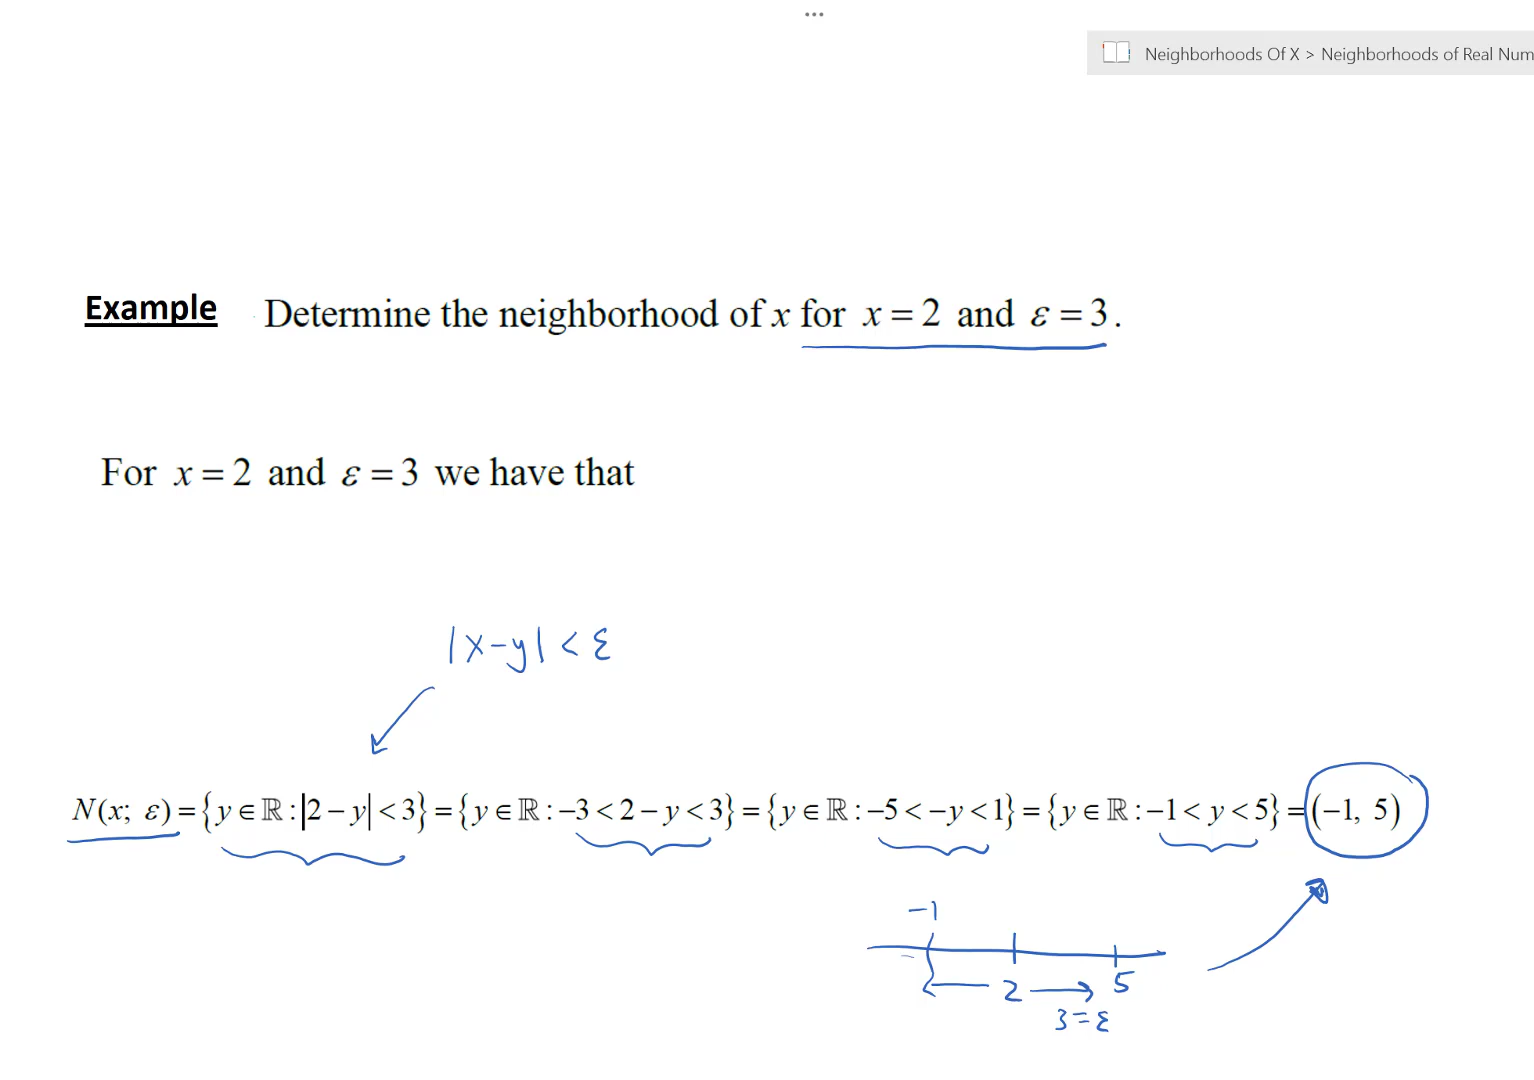 Neighborhoods Of X > Neighborhoods of Real Num
Example Determine the neighborhood of x for x = 2 and ε = 3.
For x = 2 and ε = 3 we have that
|x-y| < ε
N(x; ε) = {y ∈ ℝ : |2 − y| < 3} = {y ∈ ℝ : −3 < 2 − y < 3} = {y ∈ ℝ : −5 < −y < 1} = {y ∈ ℝ : −1 < y < 5} = (−1, 5)
-1
2 5
3 = ε